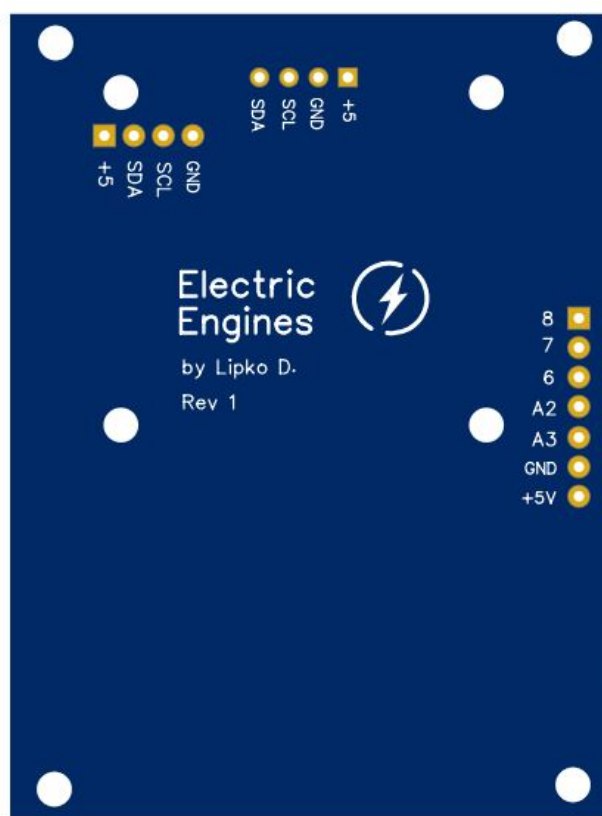 SDA SCL GND +5
+5 SDA SCL GND
Electric
Engines
by Lipko D.
Rev 1
8
7
6
A2
A3
GND
+5V